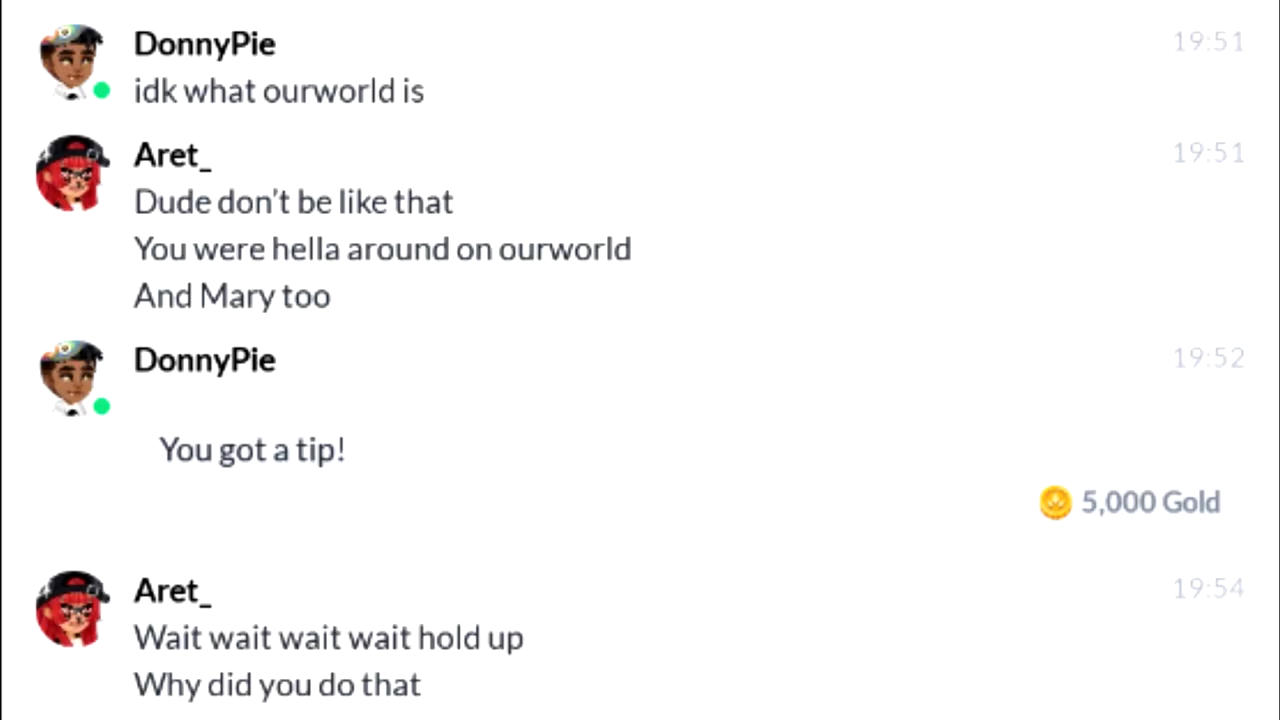 DonnyPie 19:51
idk what ourworld is
Aret_ 19:51
Dude don’t be like that
You were hella around on ourworld
And Mary too
DonnyPie 19:52
You got a tip!
5,000 Gold
Aret_ 19:54
Wait wait wait wait hold up
Why did you do that